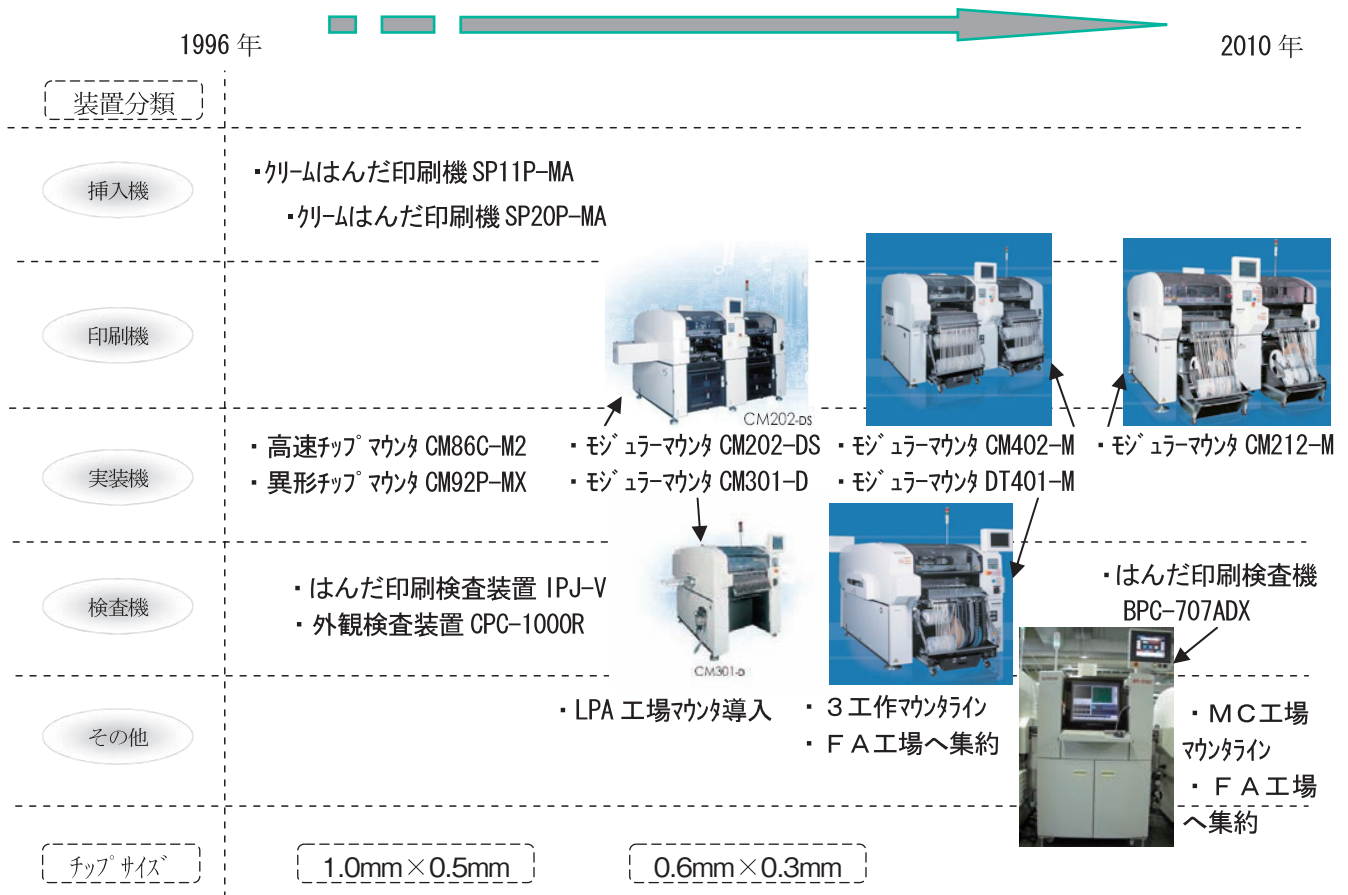 1996 年
2010 年
装置分類
挿入機
・ｸﾘｰﾑはんだ印刷機 SP11P-MA
・ｸﾘｰﾑはんだ印刷機 SP20P-MA
印刷機
CM202-DS
実装機
・高速ﾁｯﾌﾟﾏｳﾝﾀ CM86C-M2
・異形ﾁｯﾌﾟﾏｳﾝﾀ CM92P-MX
・ﾓｼﾞｭﾗｰﾏｳﾝﾀ CM202-DS
・ﾓｼﾞｭﾗｰﾏｳﾝﾀ CM301-D
・ﾓｼﾞｭﾗｰﾏｳﾝﾀ CM402-M
・ﾓｼﾞｭﾗｰﾏｳﾝﾀ DT401-M
・ﾓｼﾞｭﾗｰﾏｳﾝﾀ CM212-M
検査機
・はんだ印刷検査装置 IPJ-V
・外観検査装置 CPC-1000R
CM301-D
・はんだ印刷検査機
BPC-707ADX
その他
・LPA 工場ﾏｳﾝﾀ導入
・３工作ﾏｳﾝﾀﾗｲﾝ
・ＦＡ工場へ集約
・ＭＣ工場
ﾏｳﾝﾀﾗｲﾝ
・ＦＡ工場
へ集約
ﾁｯﾌﾟｻｲｽﾞ
1.0mm×0.5mm
0.6mm×0.3mm